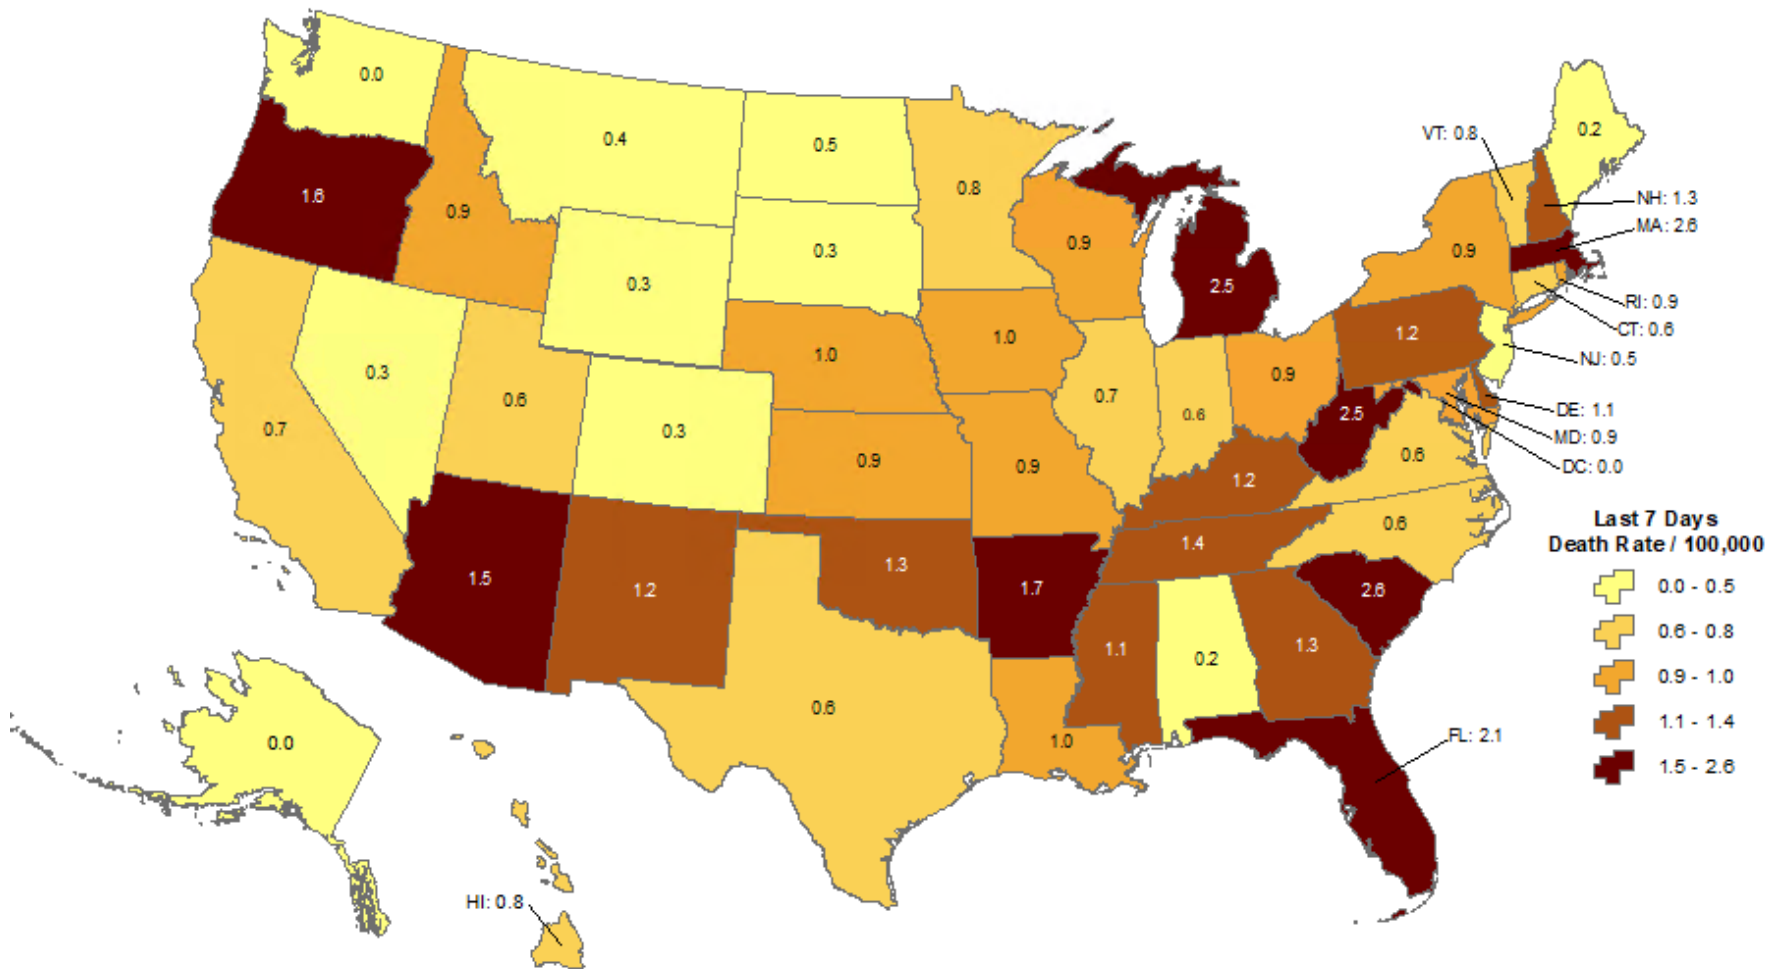 0.0
0.4
0.5
0.2
VT: 0.8
0.8
1.6
0.9
NH: 1.3
MA: 2.6
0.9
0.9
0.3
0.3
2.5
RI: 0.9
CT: 0.6
1.2
NJ: 0.5
1.0
1.0
0.3
0.9
0.6
0.7
0.6
2.5
DE: 1.1
0.7
0.3
MD: 0.9
0.6
DC: 0.0
0.9
0.9
1.2
Last 7 Days
Death Rate / 100,000
0.6
1.4
1.3
1.5
1.2
1.7
2.6
0.0 - 0.5
0.6 - 0.8
1.1
0.2
1.3
0.9 - 1.0
0.6
1.1 - 1.4
0.0
1.0
FL: 2.1
1.5 - 2.6
HI: 0.8